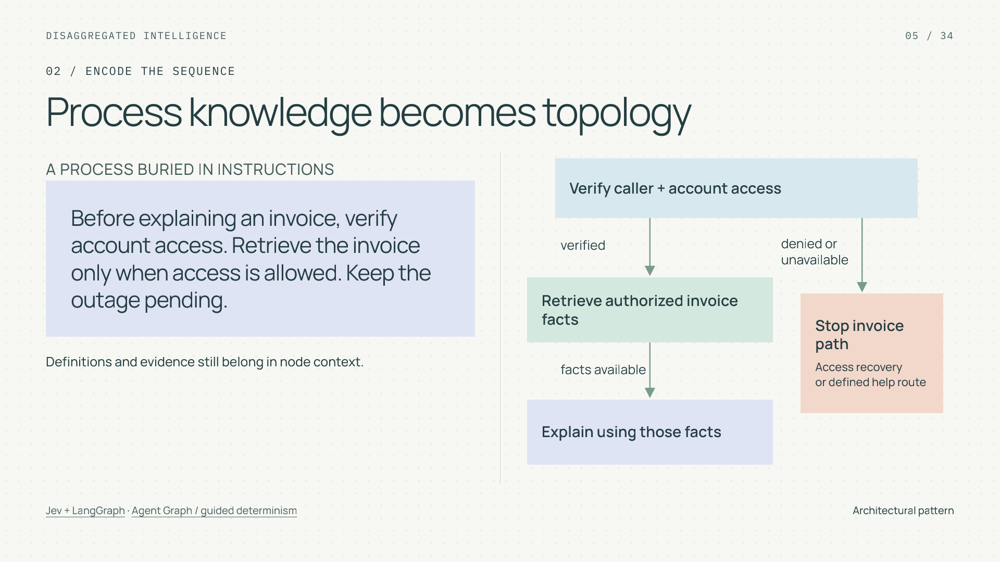 DISAGGREGATED INTELLIGENCE
05 / 34
02 / ENCODE THE SEQUENCE
Process knowledge becomes topology
A PROCESS BURIED IN INSTRUCTIONS
Before explaining an invoice, verify
account access. Retrieve the invoice
only when access is allowed. Keep the
outage pending.
Definitions and evidence still belong in node context.
Verify caller + account access
verified
denied or
unavailable
Retrieve authorized invoice
facts
Stop invoice
path
Access recovery
or defined help route
facts available
Explain using those facts
Jev + LangGraph · Agent Graph / guided determinism
Architectural pattern